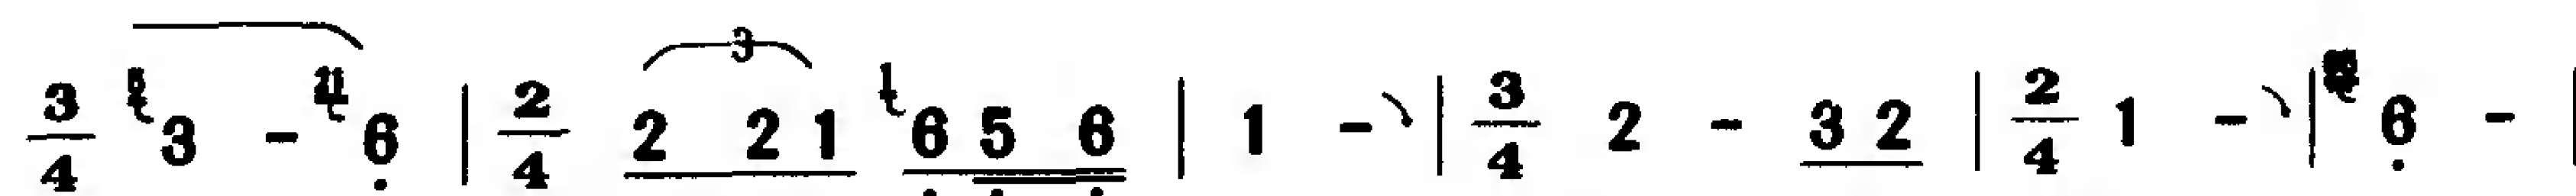 3/4 3 - 6̣ | 2/4 2 2 1 6̣ 5̣ 6̣ | 1 - | 3/4 2 - 3 2 | 2/4 1 - | 6̣ - |